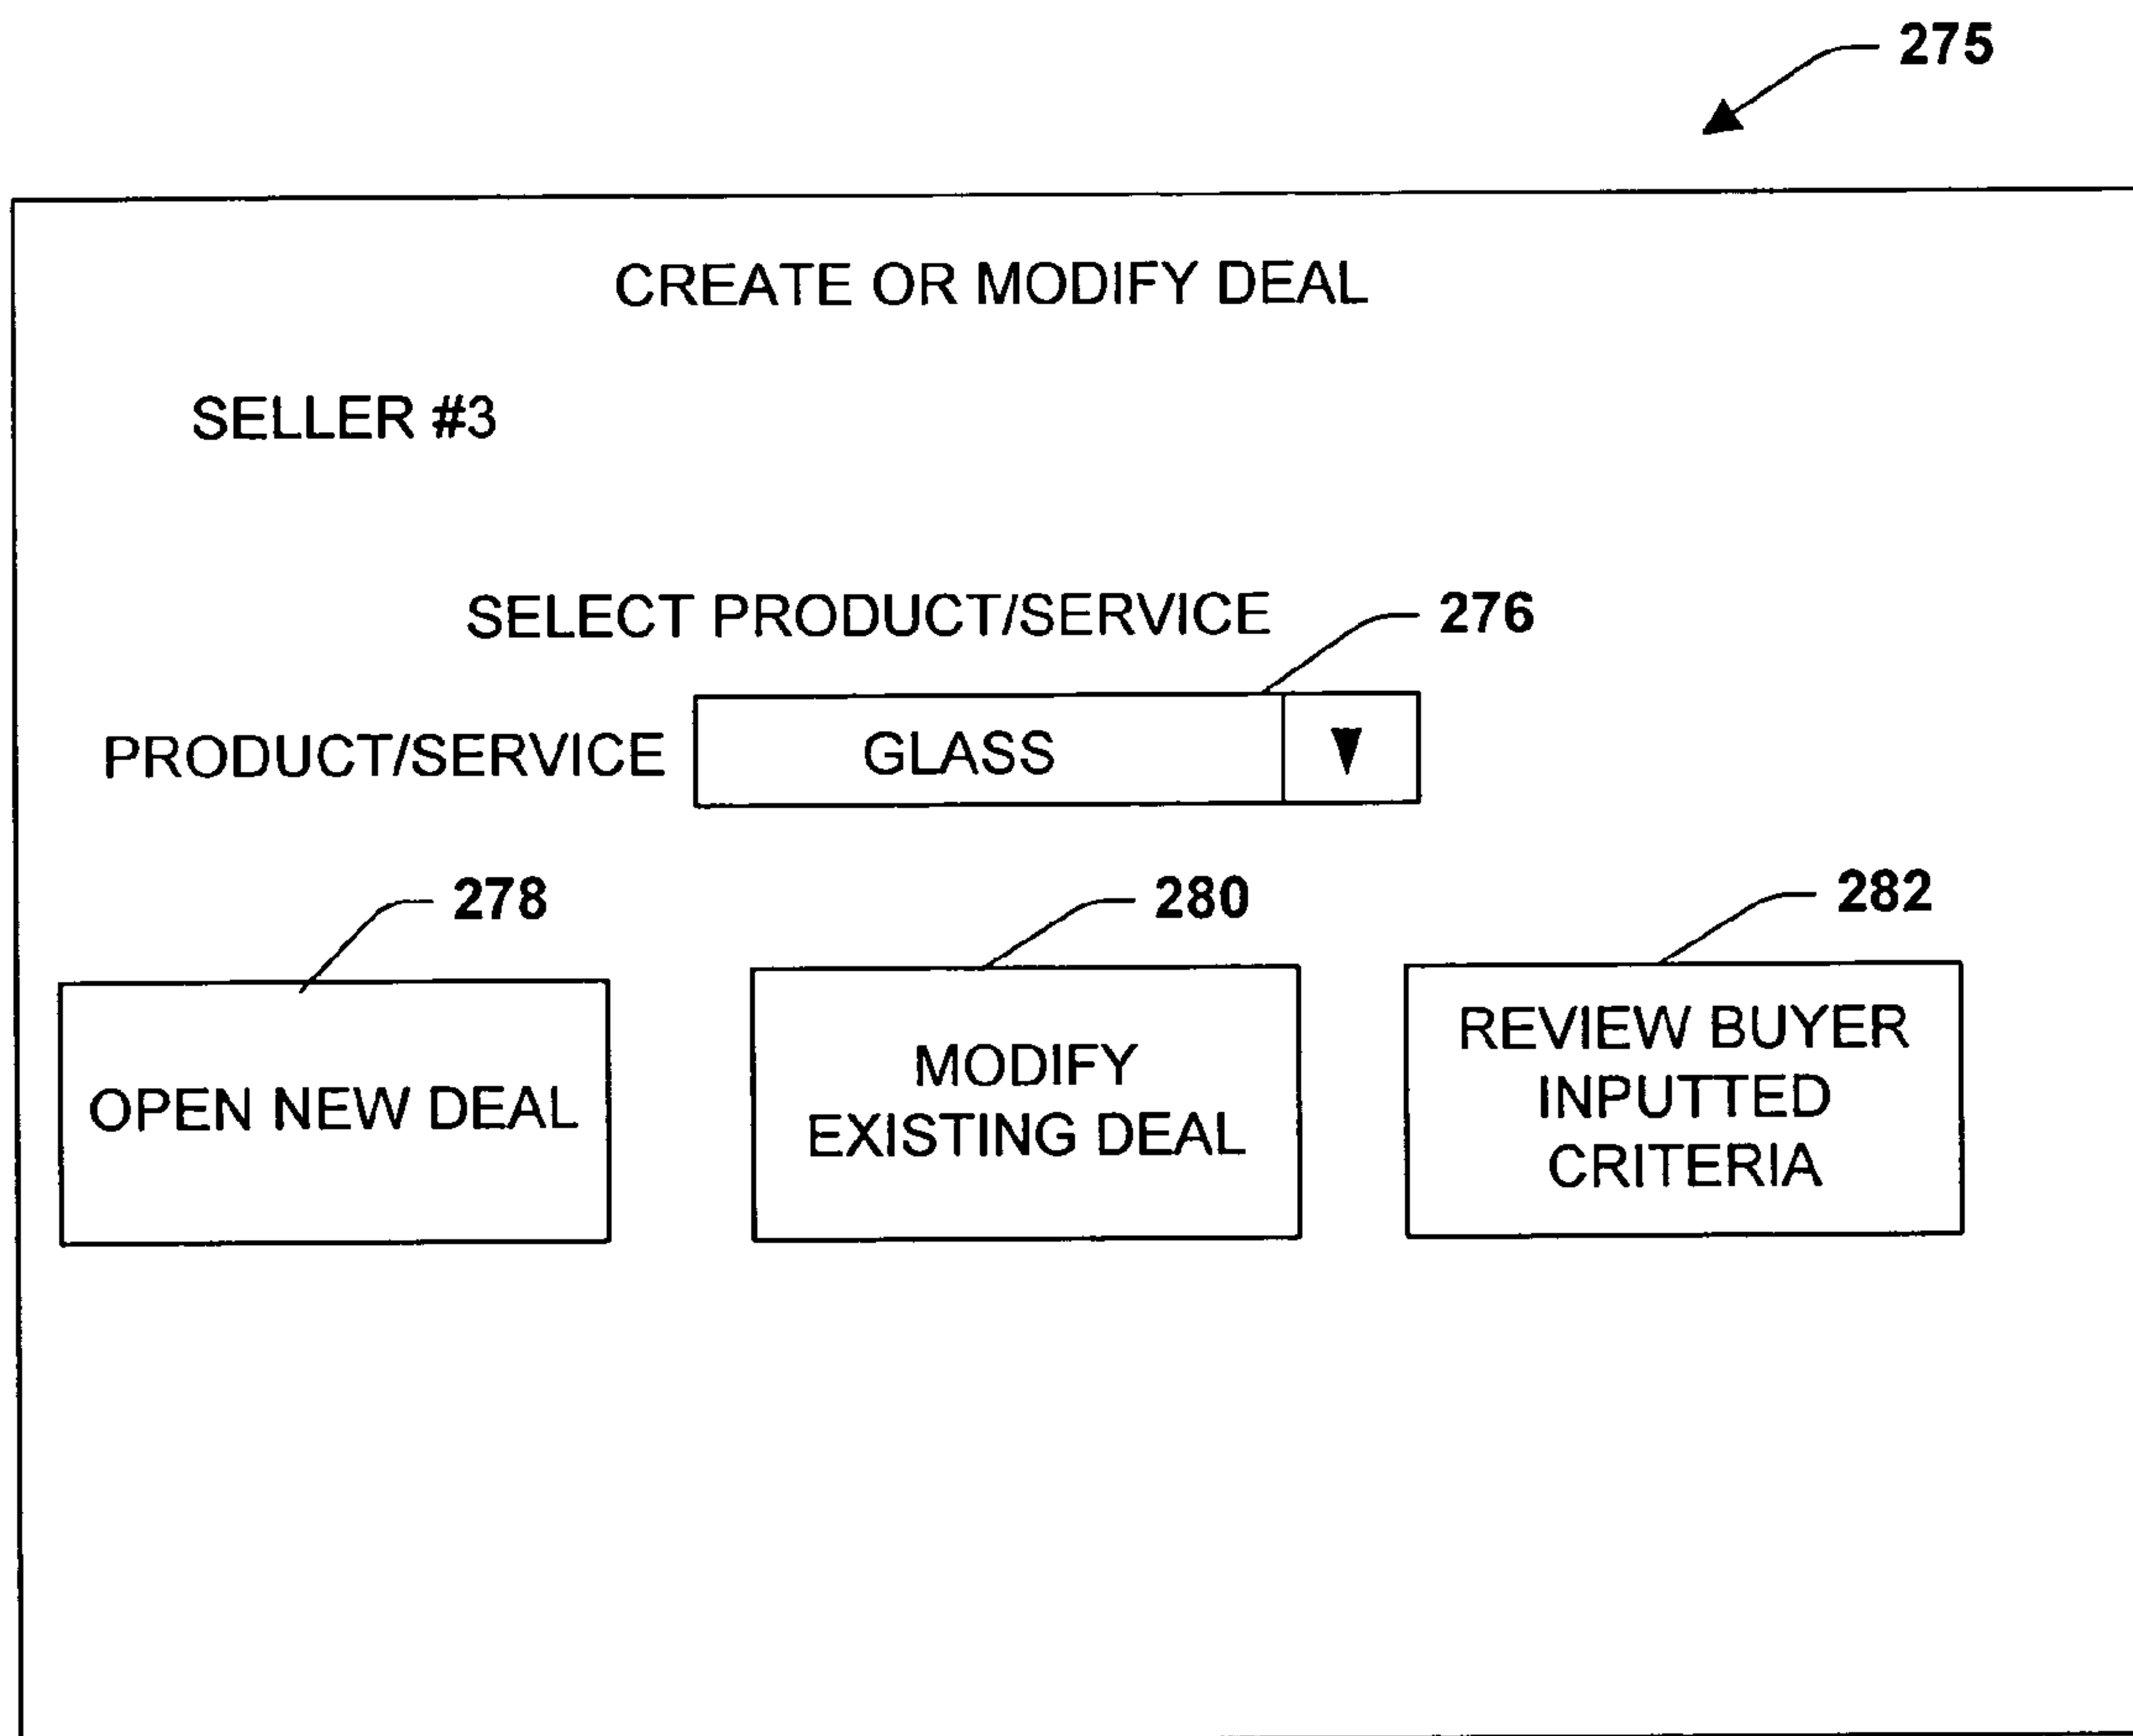 275
CREATE OR MODIFY DEAL
SELLER #3
SELECT PRODUCT/SERVICE
276
PRODUCT/SERVICE
GLASS
278
280
282
OPEN NEW DEAL
MODIFY
EXISTING DEAL
REVIEW BUYER
INPUTTED
CRITERIA